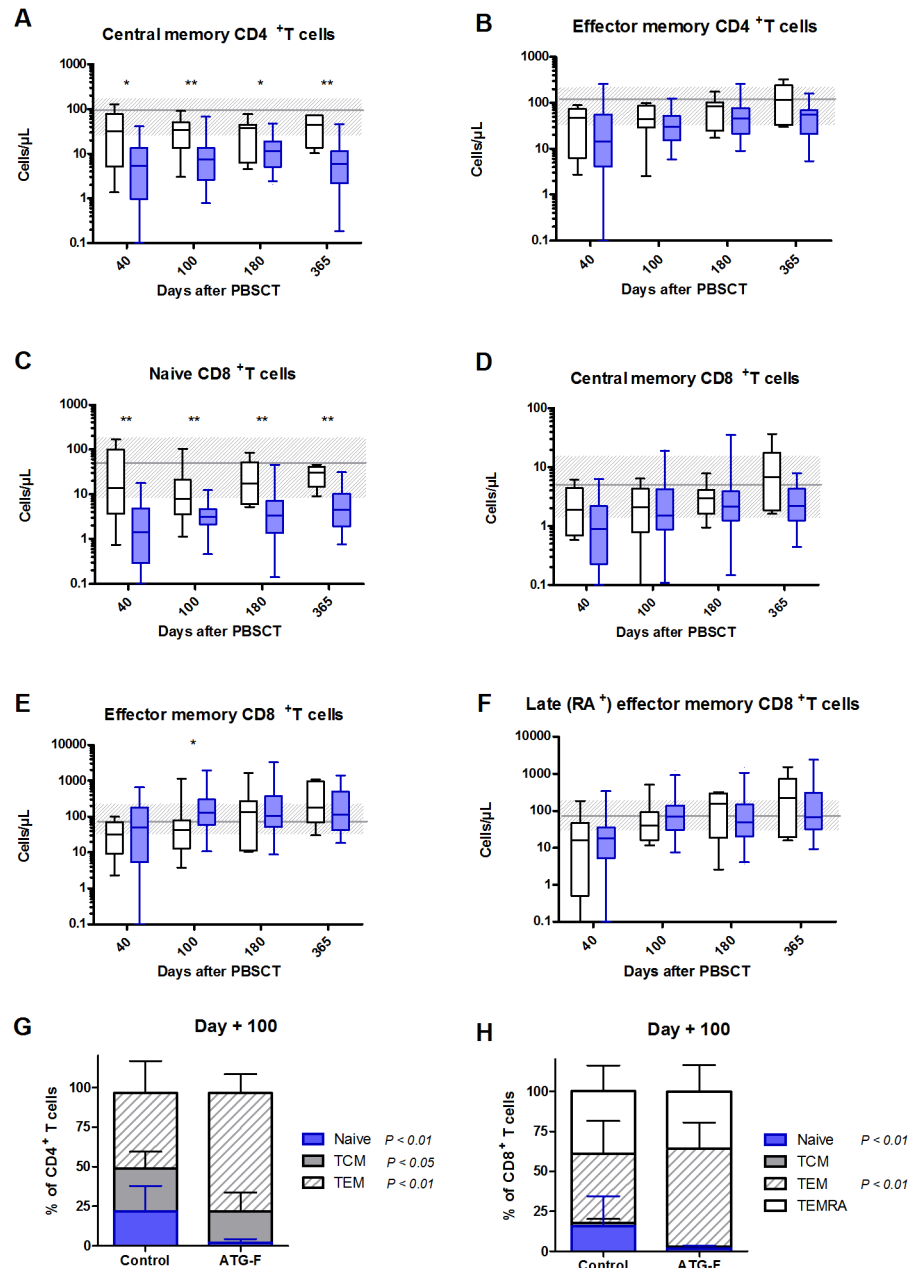 A
Central memory CD4 +T cells
1000
100
10
1
0.1
Cells/µL
* ** * **
40 100 180 365
Days after PBSCT
B
Effector memory CD4 +T cells
1000
100
10
1
0.1
Cells/µL
40 100 180 365
Days after PBSCT
C
Naive CD8 +T cells
1000
100
10
1
0.1
Cells/µL
** ** ** **
40 100 180 365
Days after PBSCT
D
Central memory CD8 +T cells
100
10
1
0.1
Cells/µL
40 100 180 365
Days after PBSCT
E
Effector memory CD8 +T cells
10000
1000
100
10
1
0.1
Cells/µL
*
40 100 180 365
Days after PBSCT
F
Late (RA +) effector memory CD8 +T cells
10000
1000
100
10
1
0.1
Cells/µL
40 100 180 365
Days after PBSCT
G
Day + 100
100
75
50
25
0
% of CD4+ T cells
Control ATG-F
Naive P < 0.01
TCM P < 0.05
TEM P < 0.01
H
Day + 100
100
75
50
25
0
% of CD8+ T cells
Control ATG-F
Naive P < 0.01
TCM
TEM P < 0.01
TEMRA